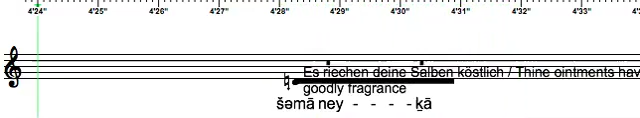 4'24" 4'25" 4'26" 4'27" 4'28" 4'29" 4'30" 4'31" 4'32" 4'33"
Es riechen deine Salben köstlich / Thine ointments hav
goodly fragrance
šəmā ney - - - - ḵā